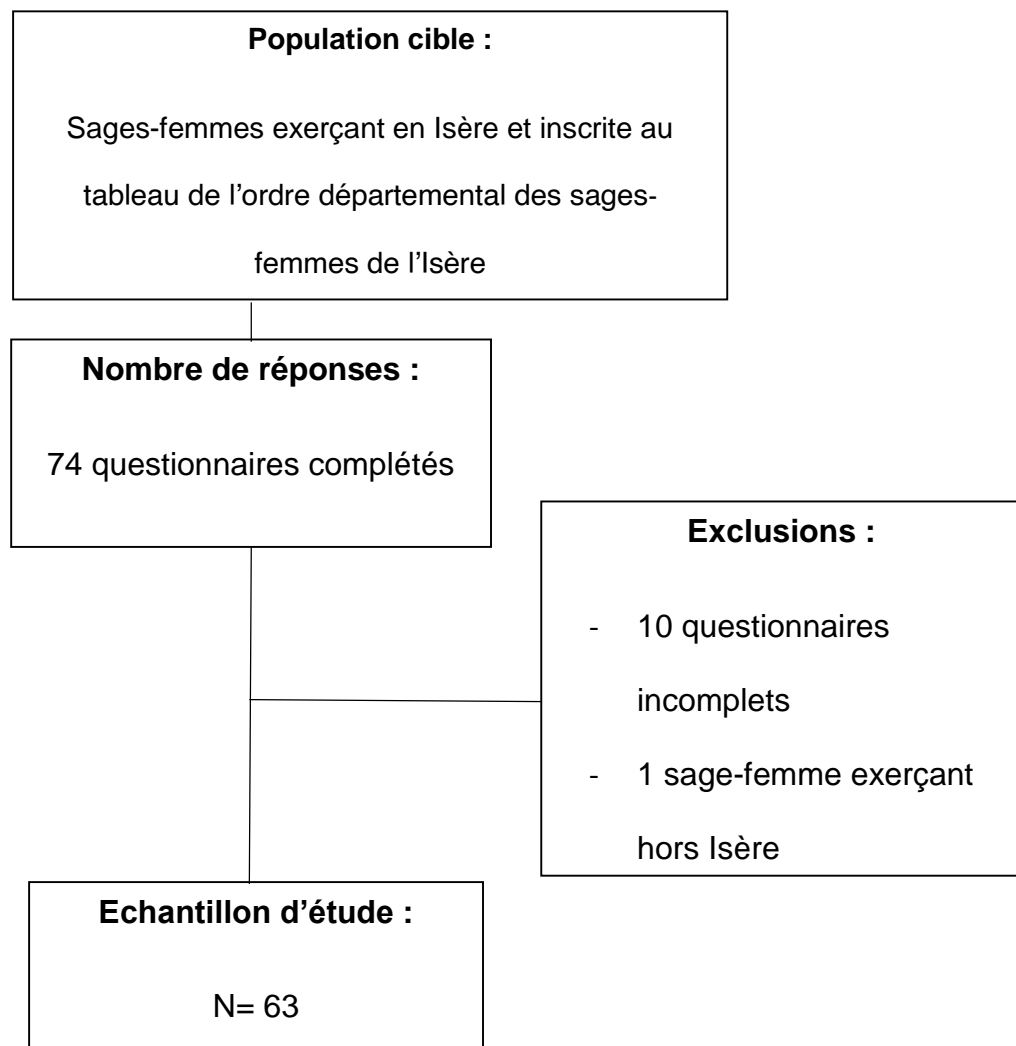 Population cible :
Sages-femmes exerçant en Isère et inscrite au
tableau de l’ordre départemental des sages-
femmes de l’Isère
Nombre de réponses :
74 questionnaires complétés
Exclusions :
- 10 questionnaires
incomplets
- 1 sage-femme exerçant
hors Isère
Echantillon d’étude :
N= 63